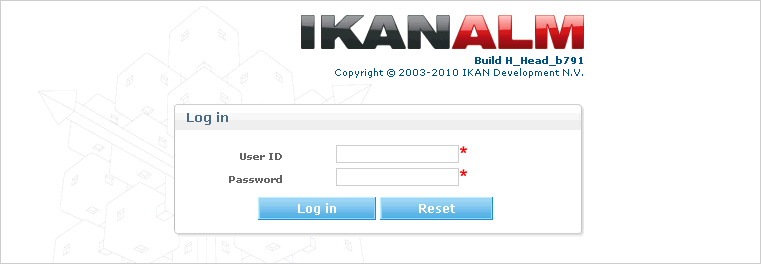 IKANALM
Build H_Head_b791
Copyright © 2003-2010 IKAN Development N.V.
Log in
User ID *
Password *
Log in Reset